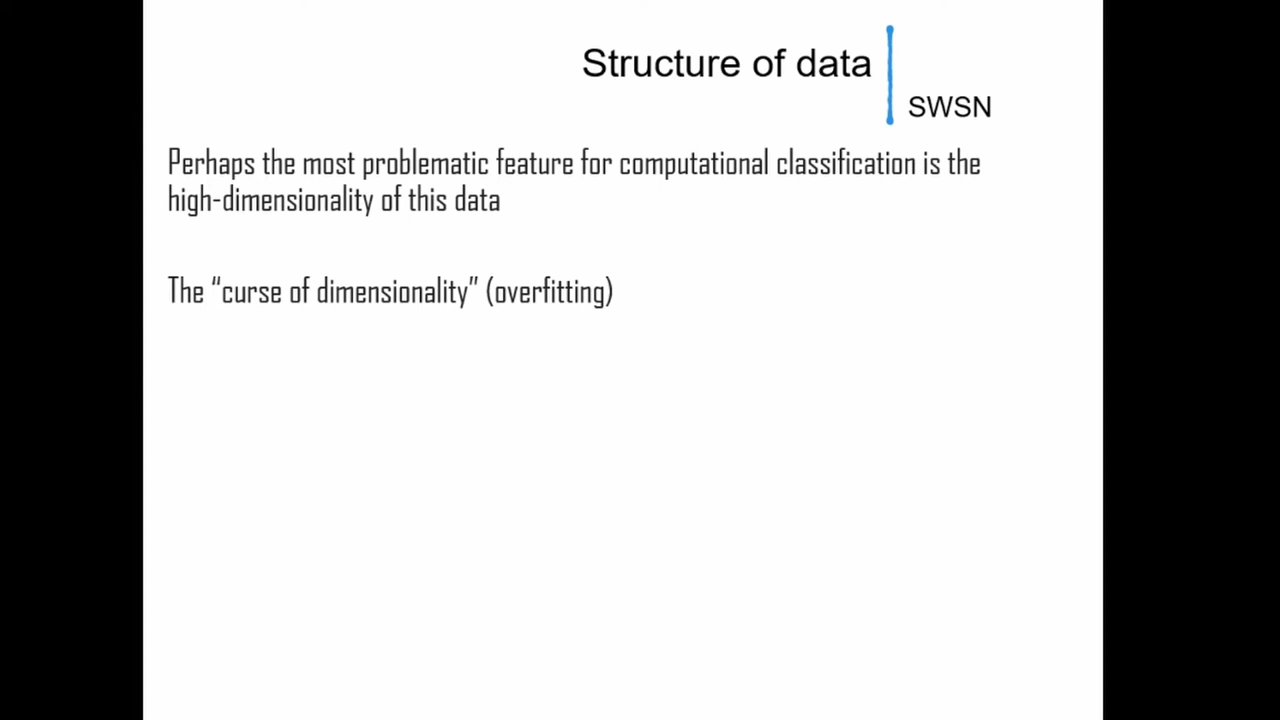 Structure of data
SWSN
Perhaps the most problematic feature for computational classification is the
high-dimensionality of this data
The “curse of dimensionality” (overfitting)